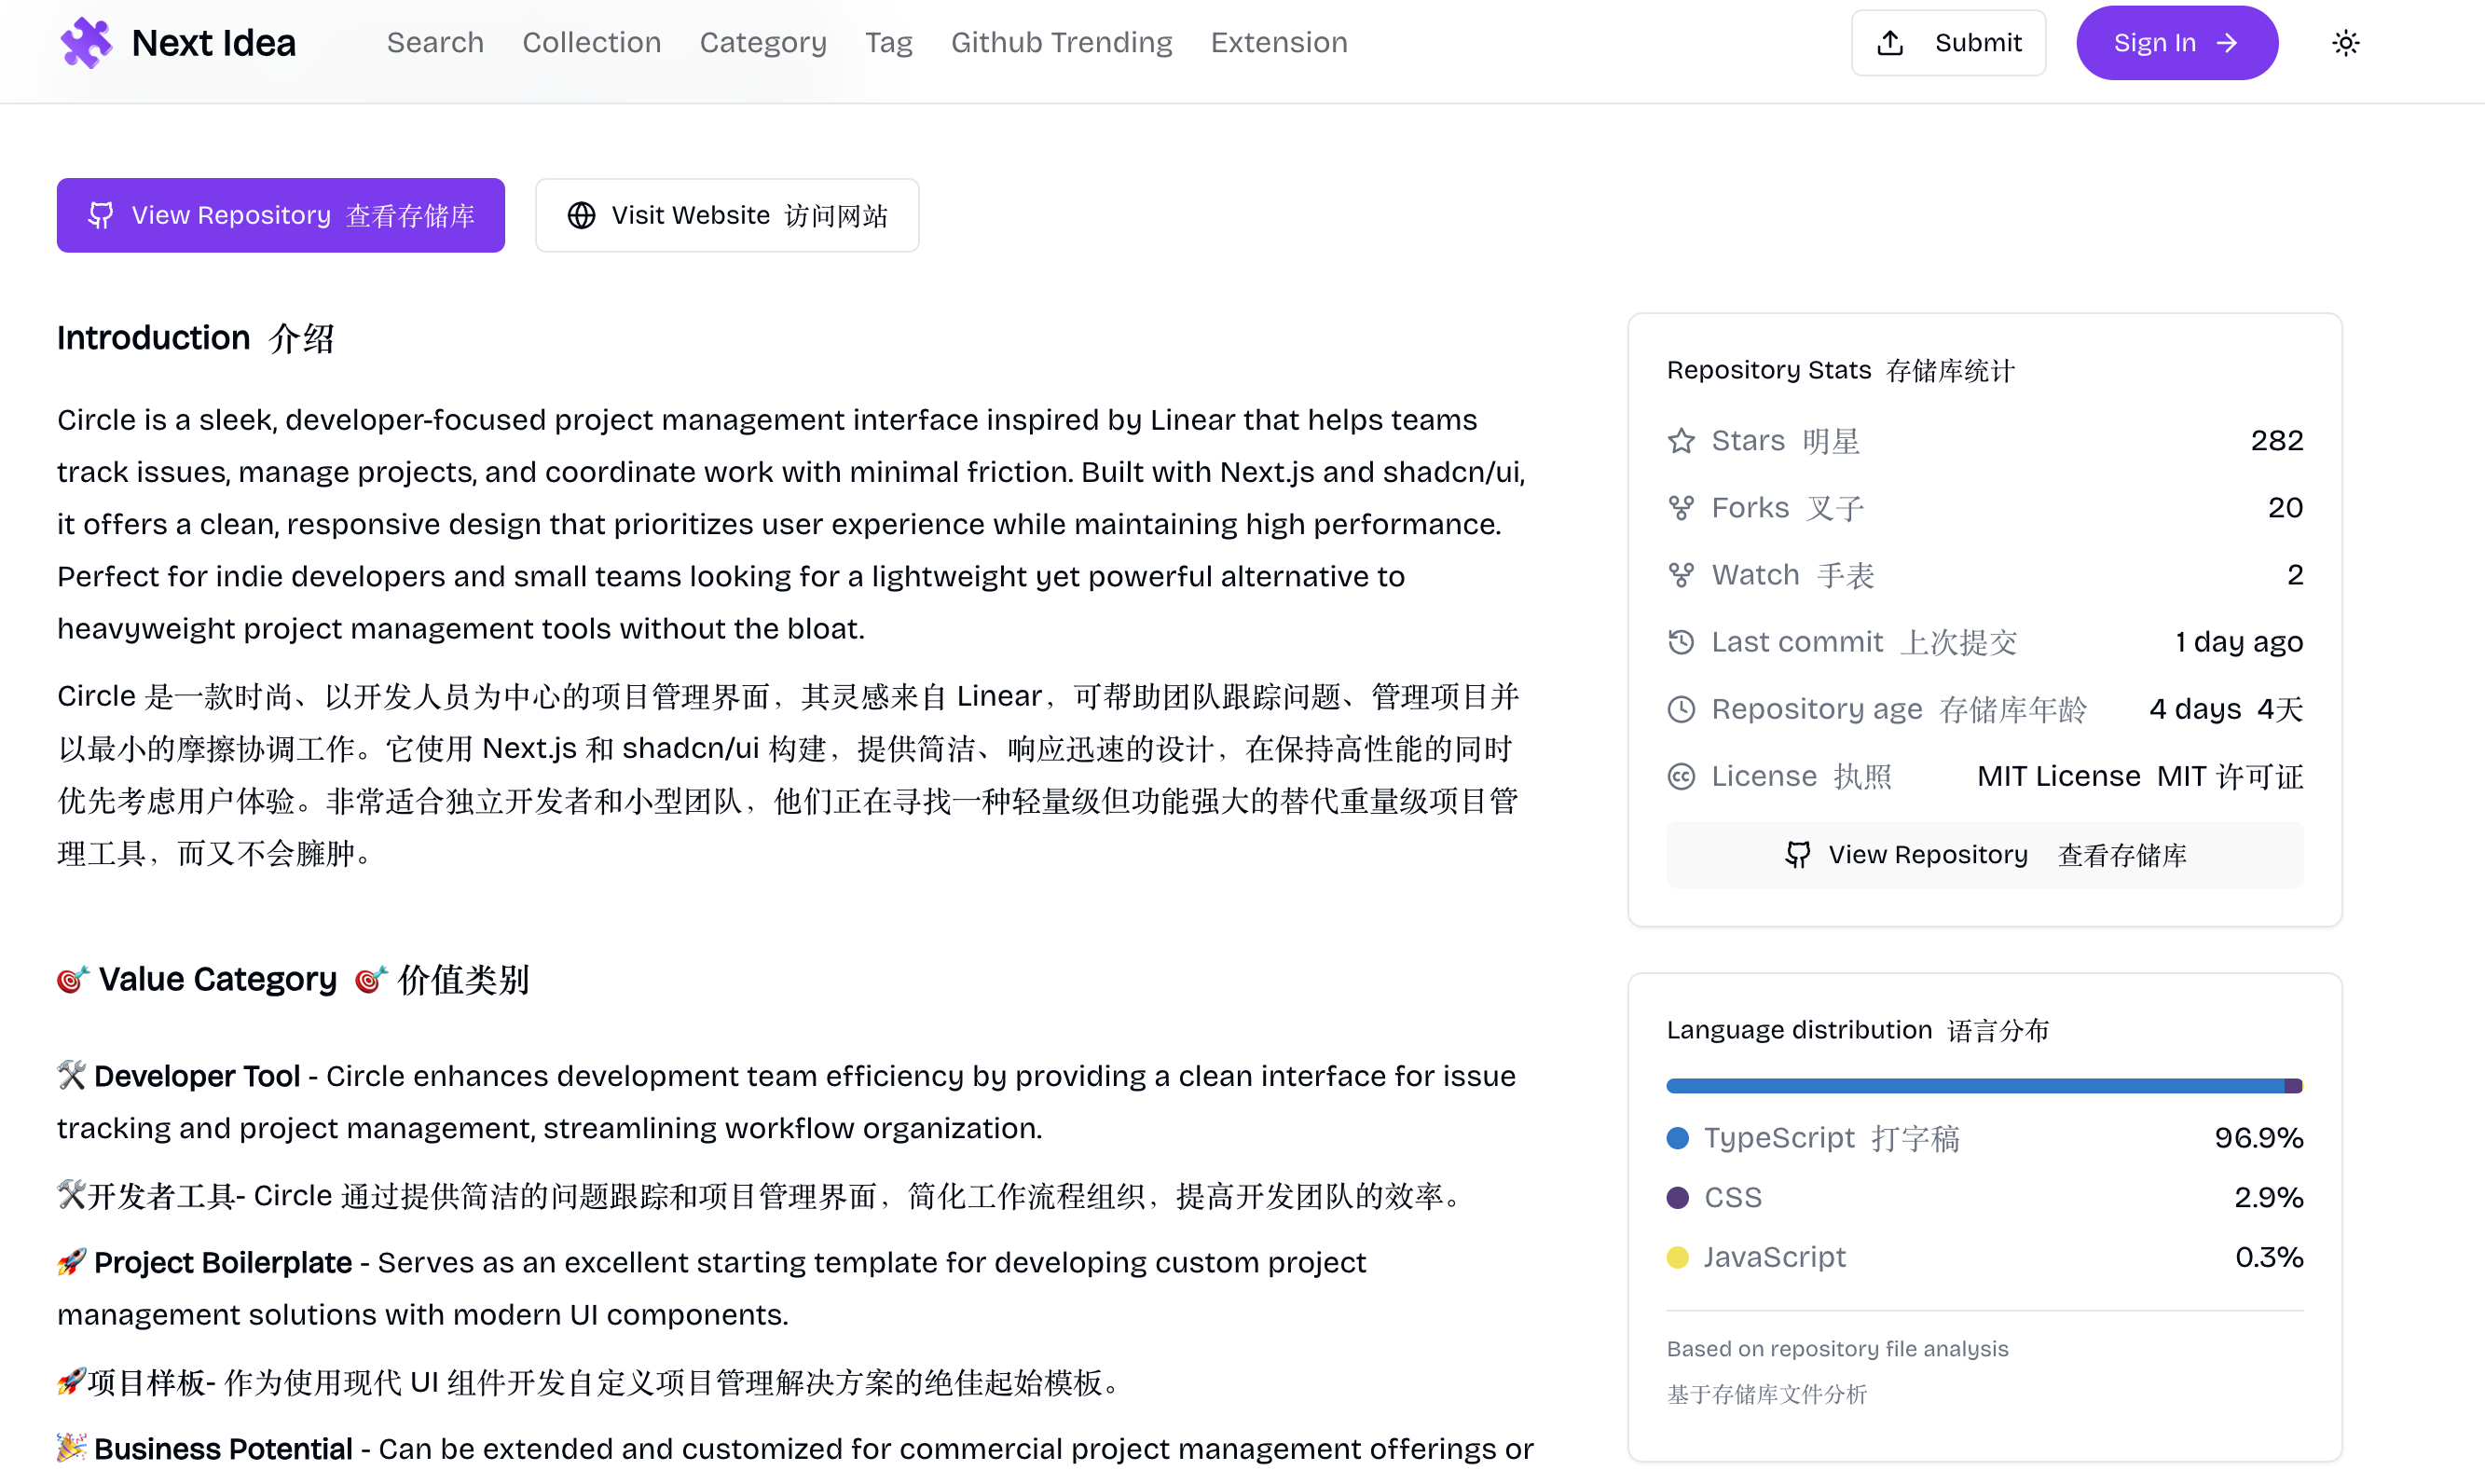 Next Idea
Search Collection Category Tag Github Trending Extension
Submit
Sign In →
View Repository 查看存储库
Visit Website 访问网站
Introduction 介绍
Circle is a sleek, developer-focused project management interface inspired by Linear that helps teams
track issues, manage projects, and coordinate work with minimal friction. Built with Next.js and shadcn/ui,
it offers a clean, responsive design that prioritizes user experience while maintaining high performance.
Perfect for indie developers and small teams looking for a lightweight yet powerful alternative to
heavyweight project management tools without the bloat.
Circle 是一款时尚、以开发人员为中心的项目管理界面，其灵感来自 Linear，可帮助团队跟踪问题、管理项目并
以最小的摩擦协调工作。它使用 Next.js 和 shadcn/ui 构建，提供简洁、响应迅速的设计，在保持高性能的同时
优先考虑用户体验。非常适合独立开发者和小型团队，他们正在寻找一种轻量级但功能强大的替代重量级项目管
理工具，而又不会臃肿。
🎯 Value Category 🎯 价值类别
🛠️ Developer Tool - Circle enhances development team efficiency by providing a clean interface for issue
tracking and project management, streamlining workflow organization.
🛠️开发者工具- Circle 通过提供简洁的问题跟踪和项目管理界面，简化工作流程组织，提高开发团队的效率。
🚀 Project Boilerplate - Serves as an excellent starting template for developing custom project
management solutions with modern UI components.
🚀项目样板- 作为使用现代 UI 组件开发自定义项目管理解决方案的绝佳起始模板。
🎉 Business Potential - Can be extended and customized for commercial project management offerings or
Repository Stats 存储库统计
Stars 明星 282
Forks 叉子 20
Watch 手表 2
Last commit 上次提交 1 day ago
Repository age 存储库年龄 4 days 4天
License 执照 MIT License MIT 许可证
View Repository 查看存储库
Language distribution 语言分布
TypeScript 打字稿 96.9%
CSS 2.9%
JavaScript 0.3%
Based on repository file analysis
基于存储库文件分析